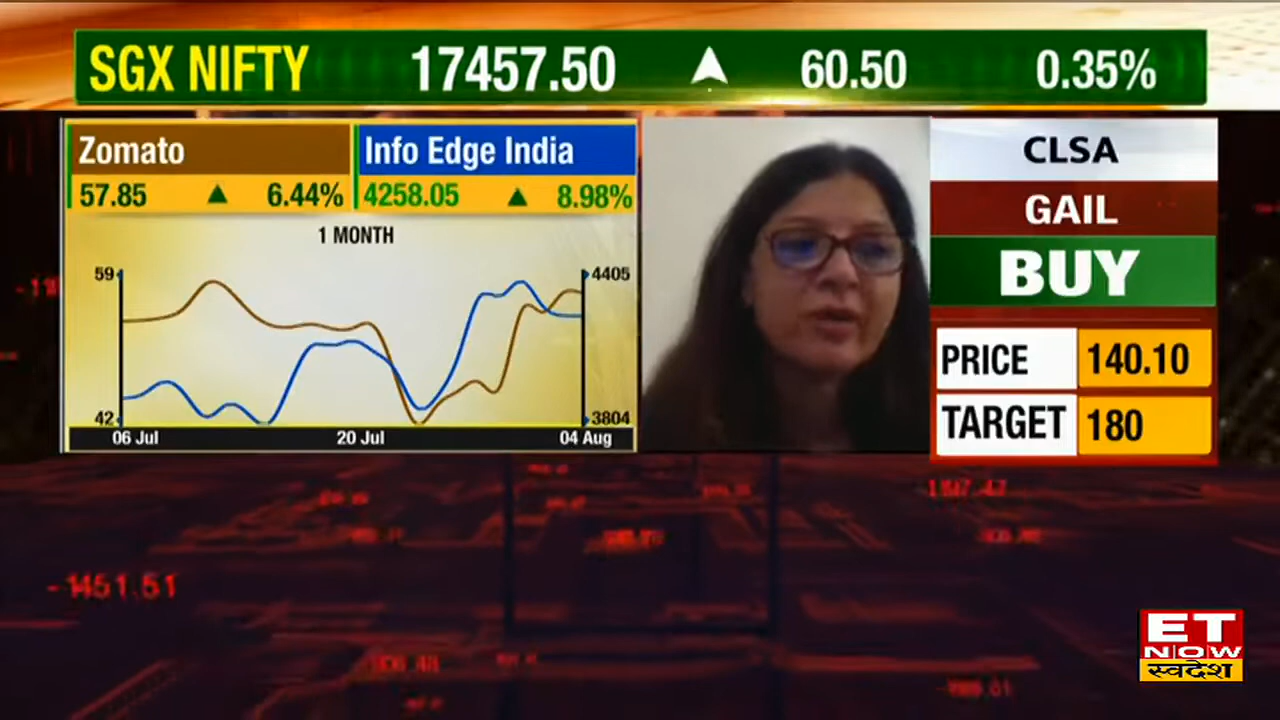 SGX NIFTY 17457.50 ▲ 60.50 0.35%
Zomato
57.85 ▲ 6.44%
Info Edge India
4258.05 ▲ 8.98%
1 MONTH
59
4405
42
3804
06 Jul 20 Jul 04 Aug
CLSA
GAIL
BUY
PRICE 140.10
TARGET 180
-1451.51
ET
NOW
स्वदेश